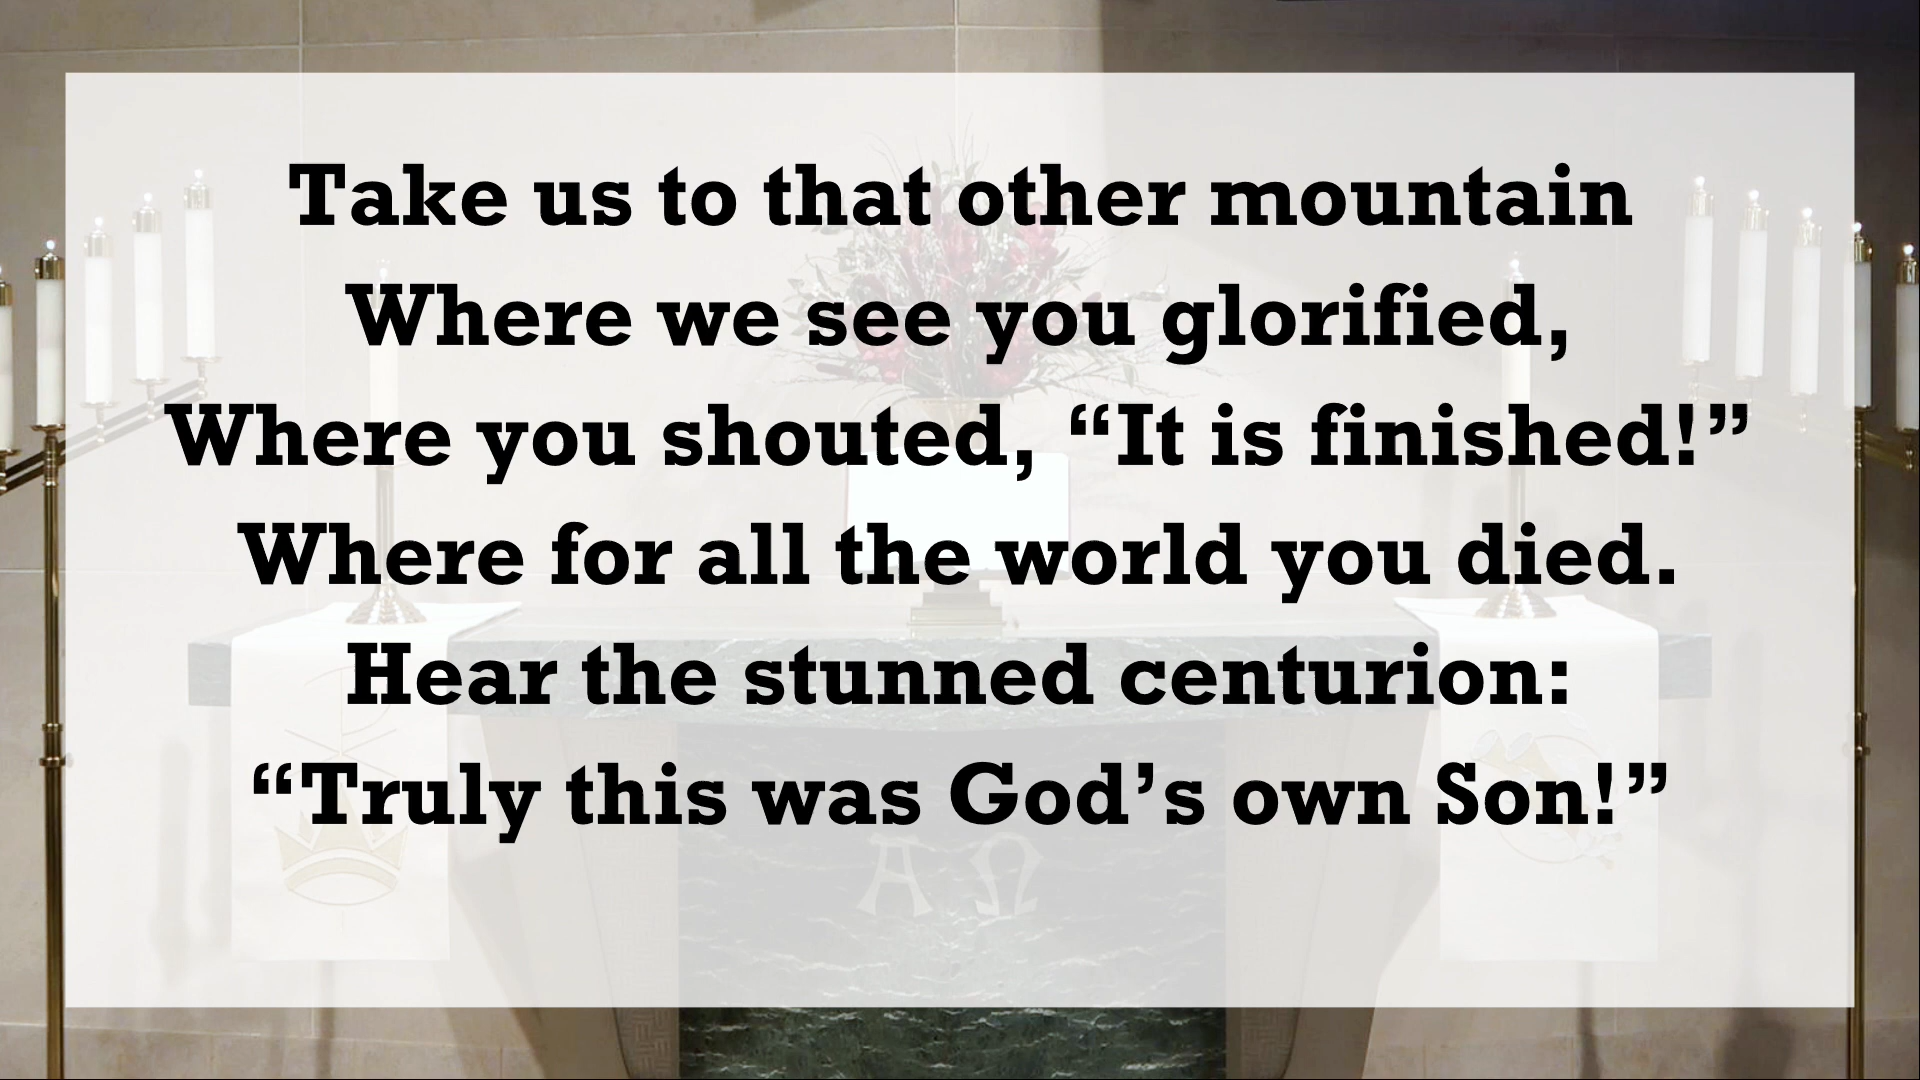 Take us to that other mountain
Where we see you glorified,
Where you shouted, “It is finished!”
Where for all the world you died.
Hear the stunned centurion:
“Truly this was God’s own Son!”
Α Ω